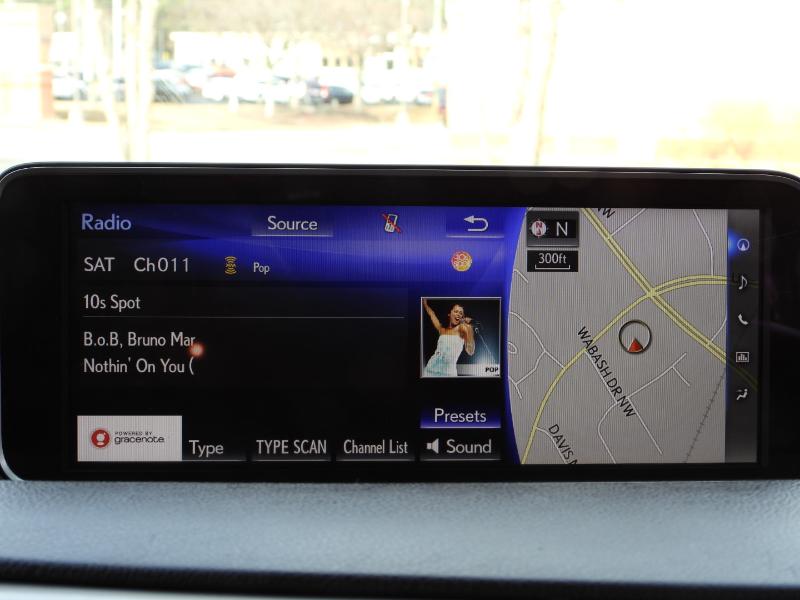 Radio
Source
SAT Ch011
Pop
10s Spot
B.o.B, Bruno Mar
Nothin' On You (
POP
Presets
POWERED BY
gracenote.
Type
TYPE SCAN
Channel List
Sound
N
300ft
W
WABASH DR NW
DAVIS